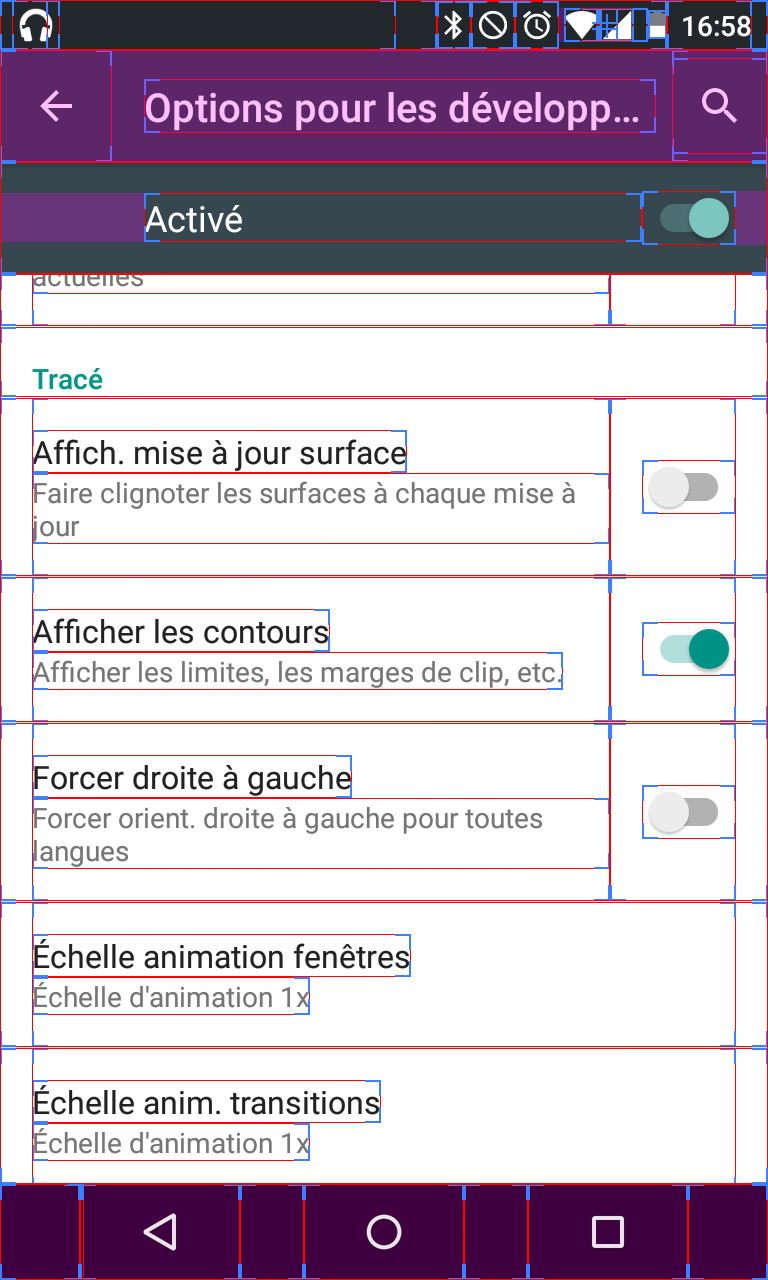 16:58
Options pour les développ...
Activé
actuelles
Tracé
Affich. mise à jour surface
Faire clignoter les surfaces à chaque mise à
jour
Afficher les contours
Afficher les limites, les marges de clip, etc.
Forcer droite à gauche
Forcer orient. droite à gauche pour toutes
langues
Échelle animation fenêtres
Échelle d'animation 1x
Échelle anim. transitions
Échelle d'animation 1x